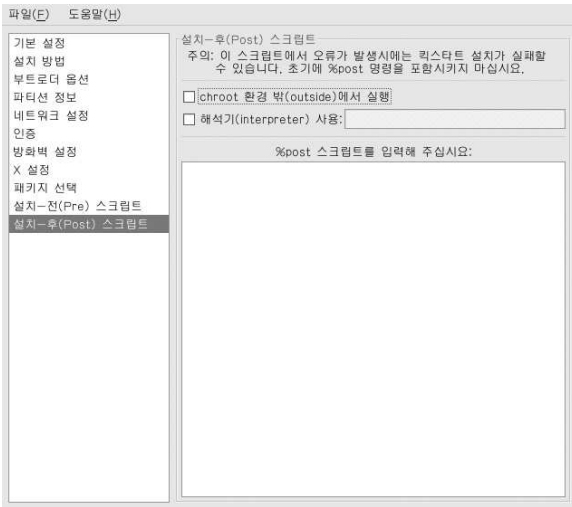 파일(F) 도움말(H)
기본 설정
설치 방법
부트로더 옵션
파티션 정보
네트워크 설정
인증
방화벽 설정
X 설정
패키지 선택
설치-전(Pre) 스크립트
설치-후(Post) 스크립트
설치-후(Post) 스크립트
주의: 이 스크립트에서 오류가 발생시에는 킥스타트 설치가 실패할
수 있습니다. 초기에 %post 명령을 포함시키지 마십시요.
chroot 환경 밖(outside)에서 실행
해석기(interpreter) 사용:
%post 스크립트를 입력해 주십시요: